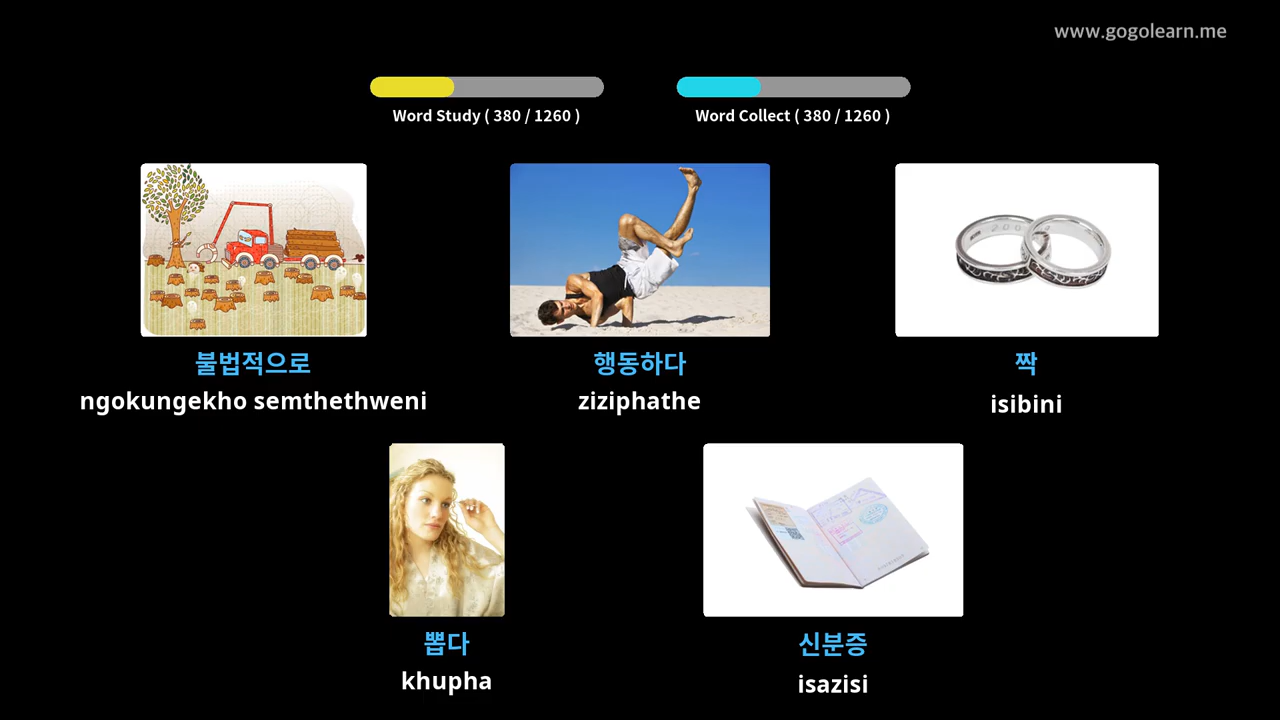 www.gogolearn.me
Word Study ( 380 / 1260 )
Word Collect ( 380 / 1260 )
불법적으로
ngokungekho semthethweni
행동하다
ziziphathe
짝
isibini
뽑다
khupha
신분증
isazisi